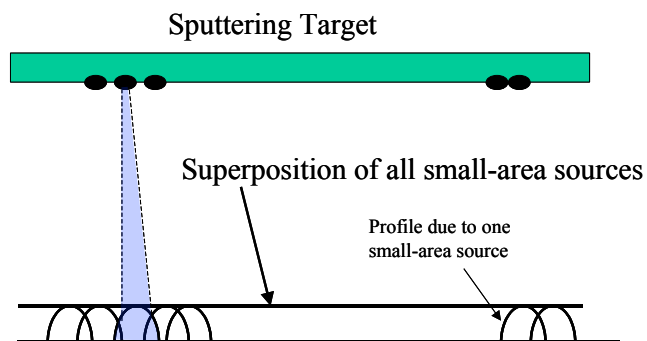 Sputtering Target
Superposition of all small-area sources
Profile due to one
small-area source